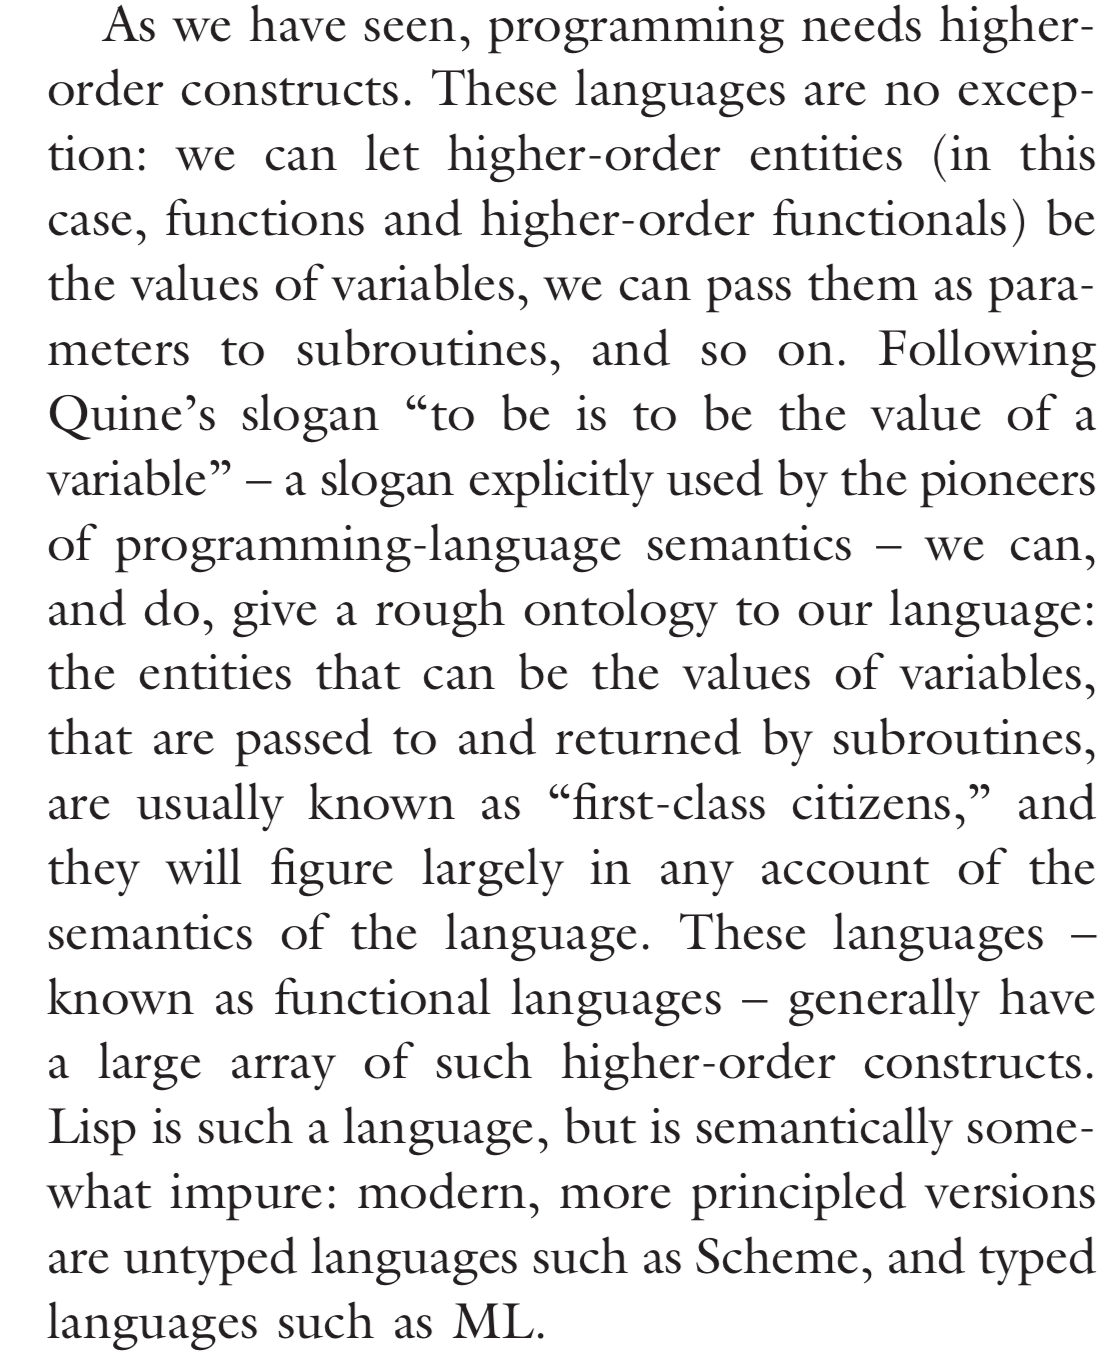 As we have seen, programming needs higher-
order constructs. These languages are no excep-
tion: we can let higher-order entities (in this
case, functions and higher-order functionals) be
the values of variables, we can pass them as para-
meters to subroutines, and so on. Following
Quine’s slogan “to be is to be the value of a
variable” – a slogan explicitly used by the pioneers
of programming-language semantics – we can,
and do, give a rough ontology to our language:
the entities that can be the values of variables,
that are passed to and returned by subroutines,
are usually known as “first-class citizens,” and
they will figure largely in any account of the
semantics of the language. These languages –
known as functional languages – generally have
a large array of such higher-order constructs.
Lisp is such a language, but is semantically some-
what impure: modern, more principled versions
are untyped languages such as Scheme, and typed
languages such as ML.